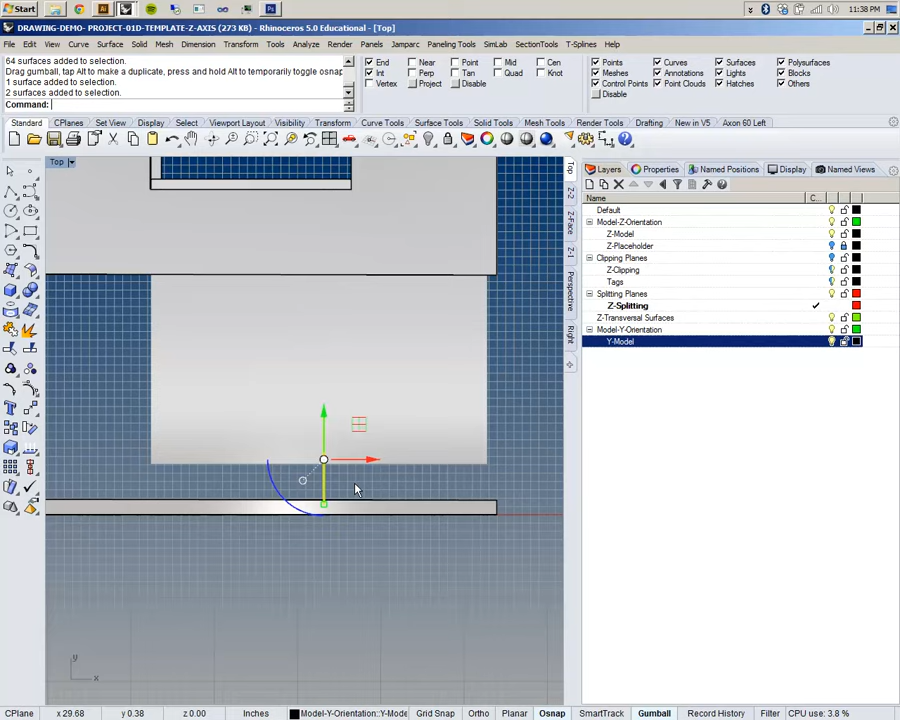 Start
11:38 PM
DRAWING-DEMO- PROJECT-01D-TEMPLATE-Z-AXIS (273 KB) - Rhinoceros 5.0 Educational - [Top]
File Edit View Curve Surface Solid Mesh Dimension Transform Tools Analyze Render Panels Jamparc Paneling Tools SimLab SectionTools T-Splines Help
64 surfaces added to selection.
Drag gumball, tap Alt to make a duplicate, press and hold Alt to temporarily toggle osnap
1 surface added to selection.
2 surfaces added to selection.
Command:
End Near Point Mid Cen
Int Perp Tan Quad Knot
Vertex Project Disable
Points Curves Surfaces Polysurfaces
Meshes Annotations Lights Blocks
Control Points Point Clouds Hatches Others
Disable
Standard CPlanes Display Select Viewport Layout Visibility Transform Curve Tools Surface Tools Solid Tools Mesh Tools Render Tools Drafting New in V5 Axon 60 Left
Top
Top
Z-2
Z-Face
Z-1
Perspective
Right
Layers Properties Named Positions Display Named Views
Name C...
Default
Model-Z-Orientation
Z-Model
Z-Placeholder
Clipping Planes
Z-Clipping
Tags
Splitting Planes
Z-Splitting
Z-Transversal Surfaces
Model-Y-Orientation
Y-Model
y
x
CPlane x 29.68 y 0.38 z 0.00 Inches Model-Y-Orientation::Y-Mode Grid Snap Ortho Planar Osnap SmartTrack Gumball Record History Filter CPU use: 3.8 %